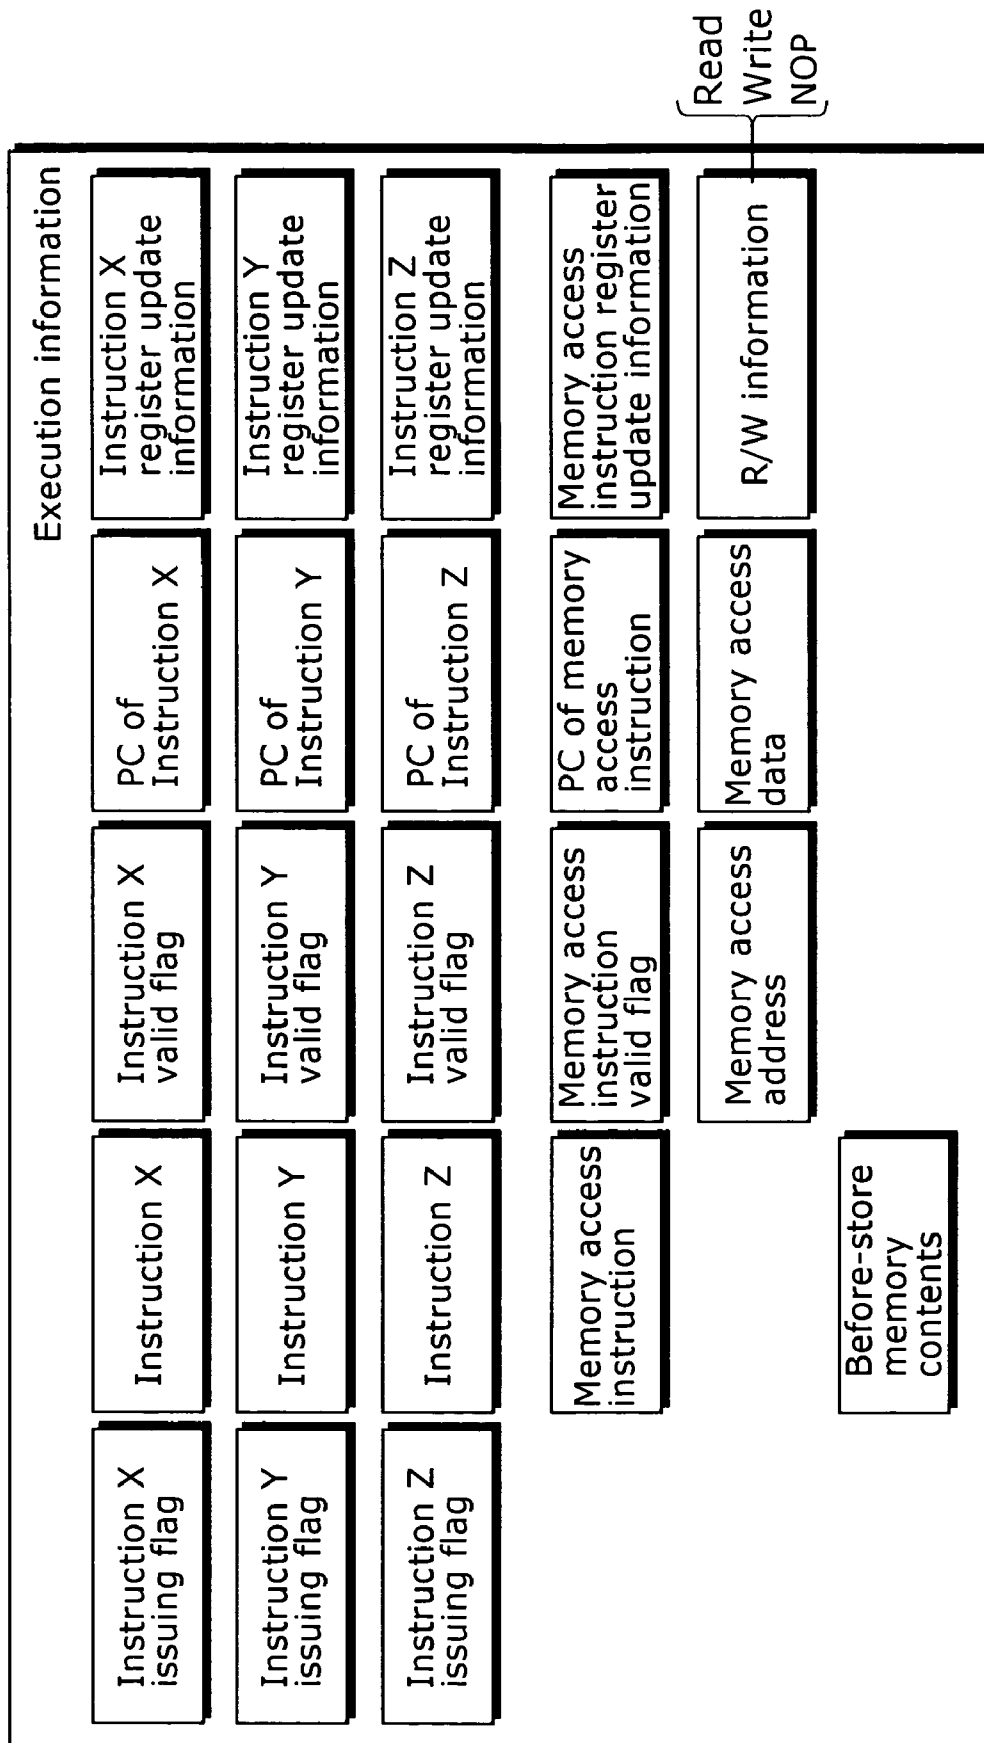 Execution information
Instruction X
issuing flag
Instruction X
Instruction X
valid flag
PC of
Instruction X
Instruction X
register update
information
Instruction Y
issuing flag
Instruction Y
Instruction Y
valid flag
PC of
Instruction Y
Instruction Y
register update
information
Instruction Z
issuing flag
Instruction Z
Instruction Z
valid flag
PC of
Instruction Z
Instruction Z
register update
information
Memory access
instruction
Memory access
instruction
valid flag
PC of memory
access
instruction
Memory access
instruction register
update information
Memory access
address
Memory access
data
R/W information
Read
Write
NOP
Before-store
memory
contents